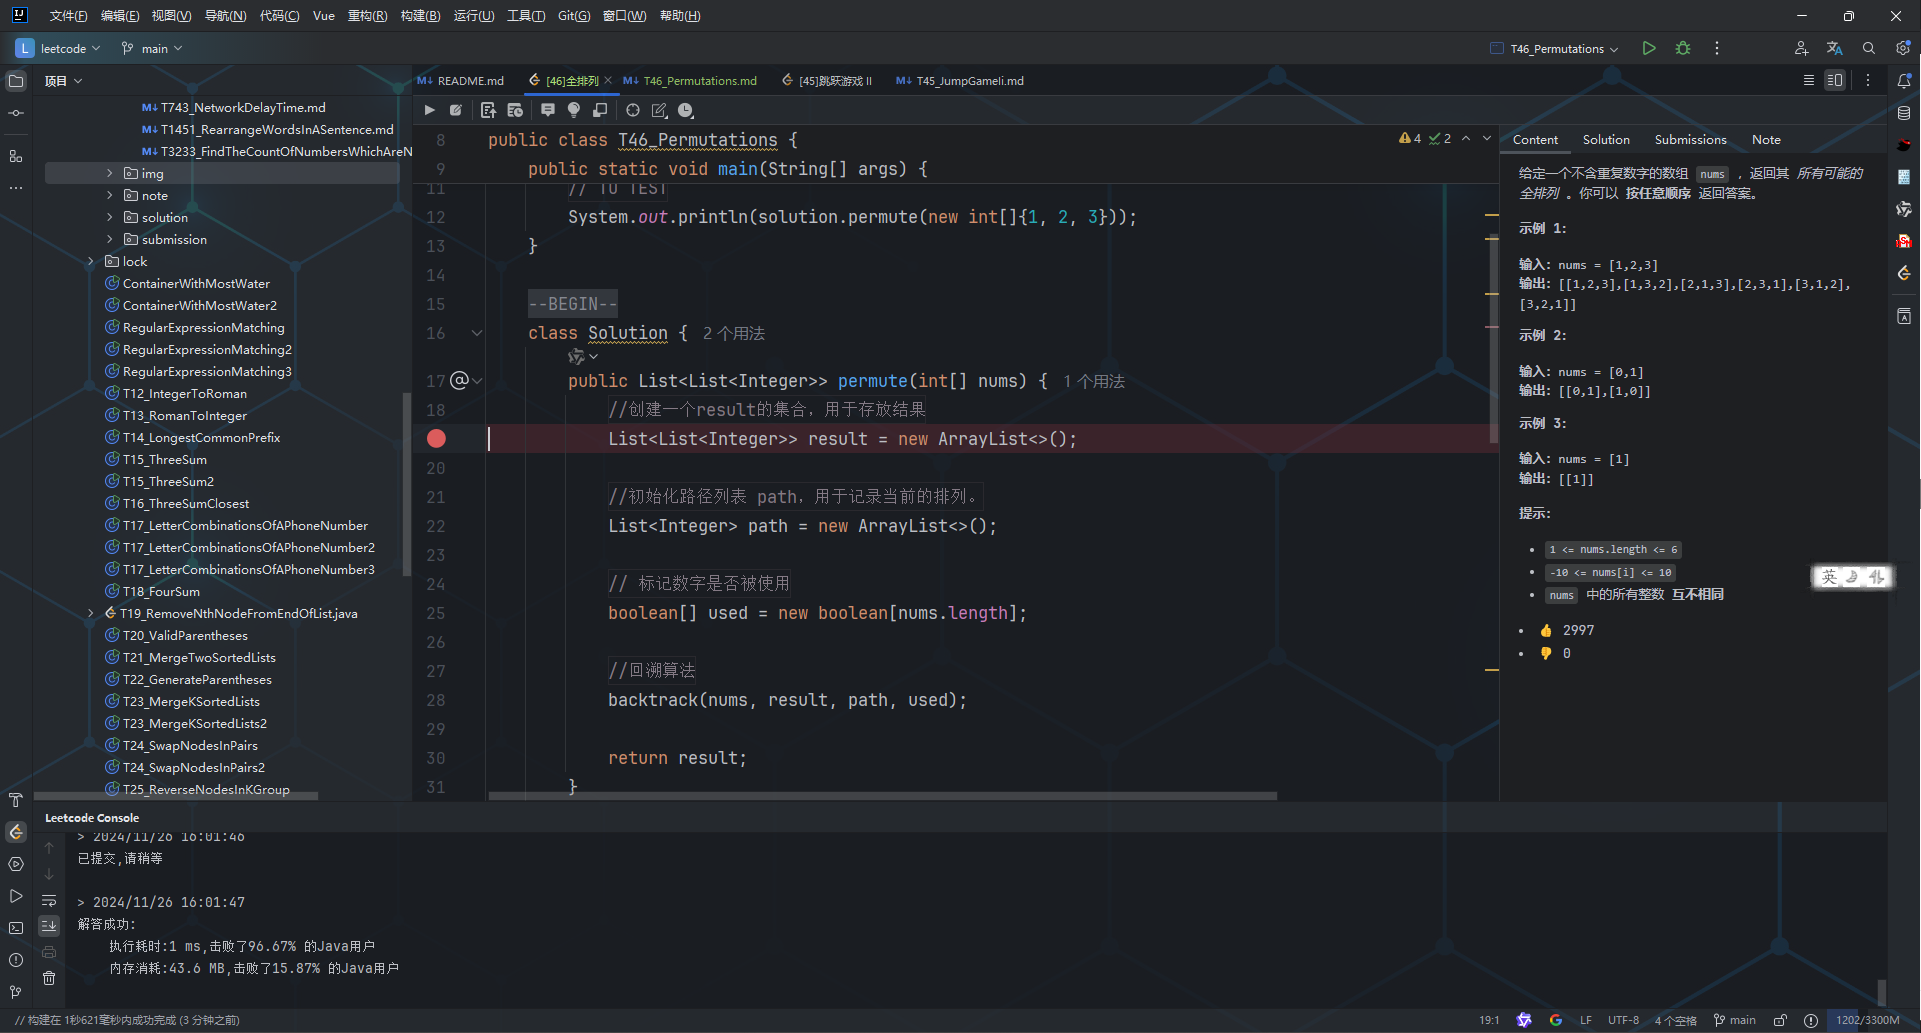 文件(F) 编辑(E) 视图(V) 导航(N) 代码(C) Vue 重构(R) 构建(B) 运行(U) 工具(T) Git(G) 窗口(W) 帮助(H)
L leetcode main T46_Permutations
项目
README.md [46]全排列 T46_Permutations.md [45]跳跃游戏 II T45_JumpGameIi.md
T743_NetworkDelayTime.md
T1451_RearrangeWordsInASentence.md
T3233_FindTheCountOfNumbersWhichAreN
img
note
solution
submission
lock
ContainerWithMostWater
ContainerWithMostWater2
RegularExpressionMatching
RegularExpressionMatching2
RegularExpressionMatching3
T12_IntegerToRoman
T13_RomanToInteger
T14_LongestCommonPrefix
T15_ThreeSum
T15_ThreeSum2
T16_ThreeSumClosest
T17_LetterCombinationsOfAPhoneNumber
T17_LetterCombinationsOfAPhoneNumber2
T17_LetterCombinationsOfAPhoneNumber3
T18_FourSum
T19_RemoveNthNodeFromEndOfList.java
T20_ValidParentheses
T21_MergeTwoSortedLists
T22_GenerateParentheses
T23_MergeKSortedLists
T23_MergeKSortedLists2
T24_SwapNodesInPairs
T24_SwapNodesInPairs2
T25_ReverseNodesInKGroup
8 public class T46_Permutations {
9 public static void main(String[] args) {
11 // TO TEST
12 System.out.println(solution.permute(new int[]{1, 2, 3}));
13 }
14
15 --BEGIN--
16 class Solution { 2 个用法
17 public List<List<Integer>> permute(int[] nums) { 1 个用法
18 //创建一个result的集合，用于存放结果
List<List<Integer>> result = new ArrayList<>();
20
21 //初始化路径列表 path，用于记录当前的排列。
22 List<Integer> path = new ArrayList<>();
23
24 // 标记数字是否被使用
25 boolean[] used = new boolean[nums.length];
26
27 //回溯算法
28 backtrack(nums, result, path, used);
29
30 return result;
31 }
4 2
Content Solution Submissions Note
给定一个不含重复数字的数组 nums ，返回其 所有可能的
全排列 。你可以 按任意顺序 返回答案。
示例 1:
输入: nums = [1,2,3]
输出: [[1,2,3],[1,3,2],[2,1,3],[2,3,1],[3,1,2],
[3,2,1]]
示例 2:
输入: nums = [0,1]
输出: [[0,1],[1,0]]
示例 3:
输入: nums = [1]
输出: [[1]]
提示:
• 1 <= nums.length <= 6
• -10 <= nums[i] <= 10
• nums 中的所有整数 互不相同
• 👍 2997
• 👎 0
英
Leetcode Console
> 2024/11/26 16:01:46
已提交,请稍等
> 2024/11/26 16:01:47
解答成功:
执行耗时:1 ms,击败了96.67% 的Java用户
内存消耗:43.6 MB,击败了15.87% 的Java用户
// 构建在 1秒621毫秒内成功完成 (3 分钟之前)
19:1 LF UTF-8 4 个空格 main 1202/3300M